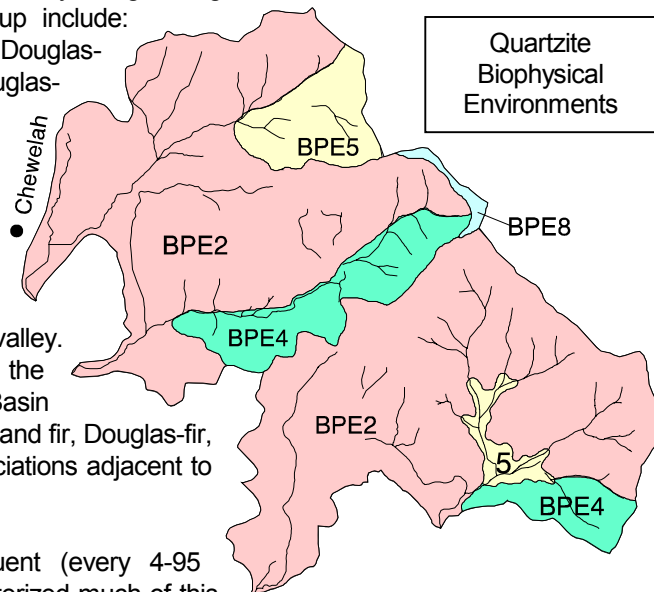 up include:
Douglas-
uglas-
Quartzite
Biophysical
Environments
Chewelah
BPE5
BPE8
BPE2
BPE4
valley.
the
Basin
and fir, Douglas-fir,
ciations adjacent to
BPE2
5
BPE4
quent (every 4-95